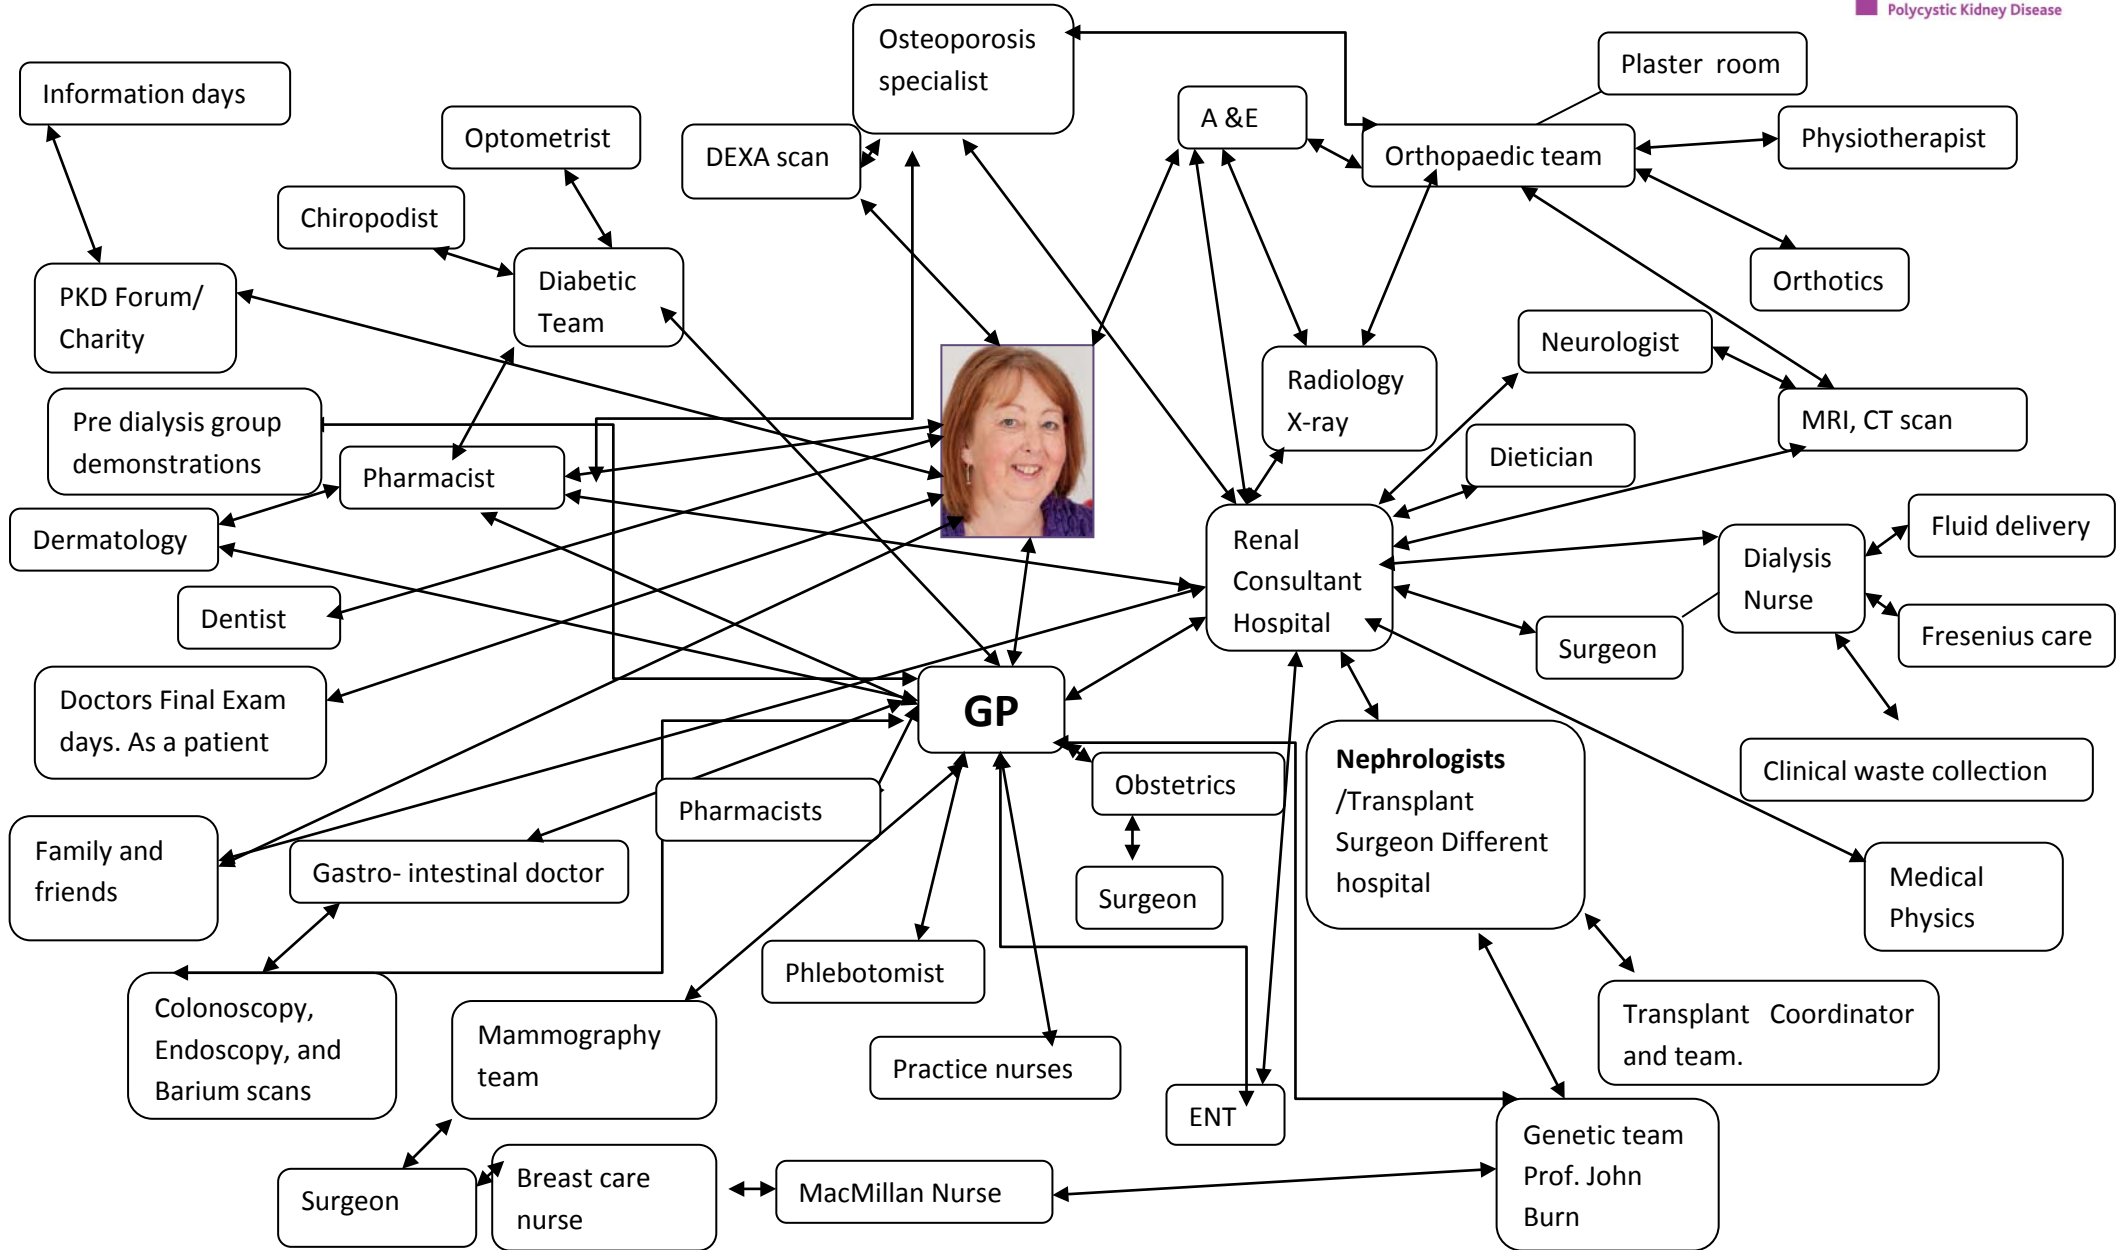 Polycystic Kidney Disease
Osteoporosis
specialist
Plaster room
Information days
A &E
Optometrist
DEXA scan
Orthopaedic team
Physiotherapist
Chiropodist
PKD Forum/
Charity
Diabetic
Team
Orthotics
Neurologist
Radiology
X-ray
MRI, CT scan
Pre dialysis group
demonstrations
Dietician
Pharmacist
Dermatology
Renal
Consultant
Hospital
Dialysis
Nurse
Fluid delivery
Dentist
Surgeon
Fresenius care
Doctors Final Exam
days. As a patient
GP
Nephrologists
/Transplant
Surgeon Different
hospital
Clinical waste collection
Obstetrics
Pharmacists
Family and
friends
Gastro- intestinal doctor
Surgeon
Medical
Physics
Phlebotomist
Colonoscopy,
Endoscopy, and
Barium scans
Mammography
team
Transplant Coordinator
and team.
Practice nurses
ENT
Genetic team
Prof. John
Burn
Surgeon
Breast care
nurse
MacMillan Nurse